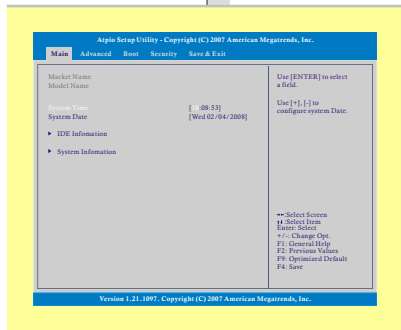 Atpio Setup Utility - Copyright (C) 2007 American Megatrends, Inc.
Main Advanced Boot Security Save & Exit
Market Name
Model Name
System Time [ :08:53]
System Date [Wed 02/04/2008]
IDE Infomation
System Infomation
Use [ENTER] to select
a field.
Use [+], [-] to
configure system Date.
:Select Screen
:Select Item
Enter: Select
+/-: Change Opt.
F1: General Help
F2: Previous Values
F9: Optimized Default
F4: Save
Version 1.21.1097. Copyright (C) 2007 American Megatrends, Inc.